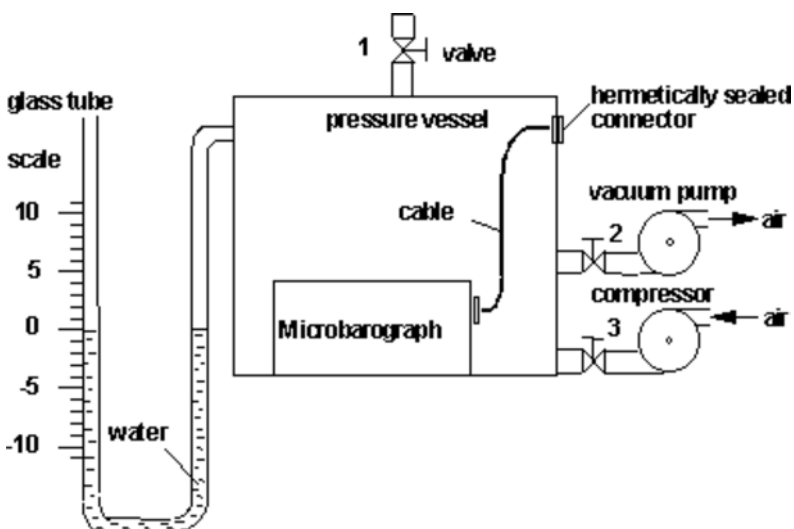 1
valve
glass tube
pressure vessel
hermetically sealed
connector
scale
cable
vacuum pump
air
10
2
5
compressor
air
0
Microbarograph
3
-5
water
-10